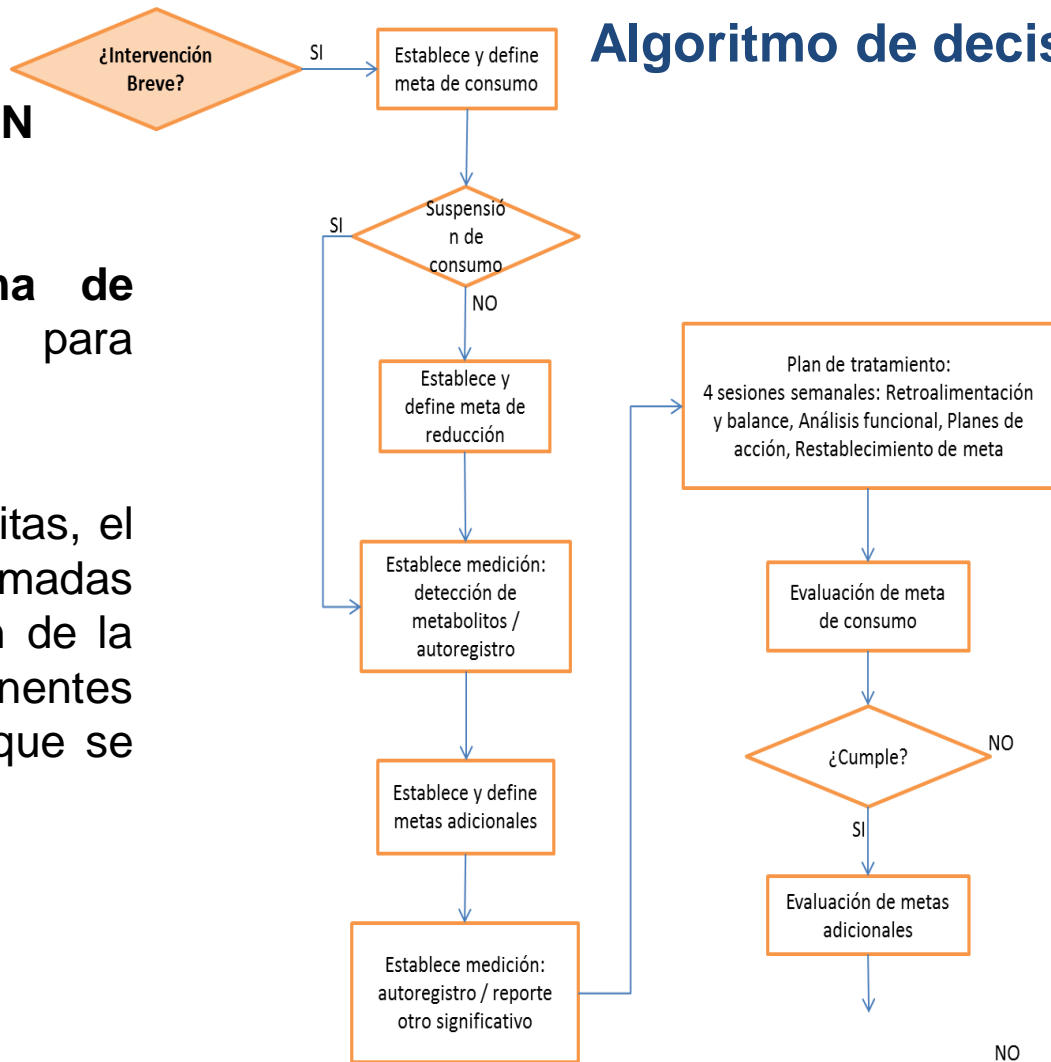 Algoritmo de decis
¿Intervención
Breve?
SI
Establece y define
meta de consumo
N
na de
para
itas, el
rmadas
n de la
nentes
que se
SI
Suspensió
n de
consumo
NO
Establece y
define meta de
reducción
Establece medición:
detección de
metabolitos /
autoregistro
Establece y define
metas adicionales
Establece medición:
autoregistro / reporte
otro significativo
Plan de tratamiento:
4 sesiones semanales: Retroalimentación
y balance, Análisis funcional, Planes de
acción, Restablecimiento de meta
Evaluación de meta
de consumo
¿Cumple?
NO
SI
Evaluación de metas
adicionales
NO